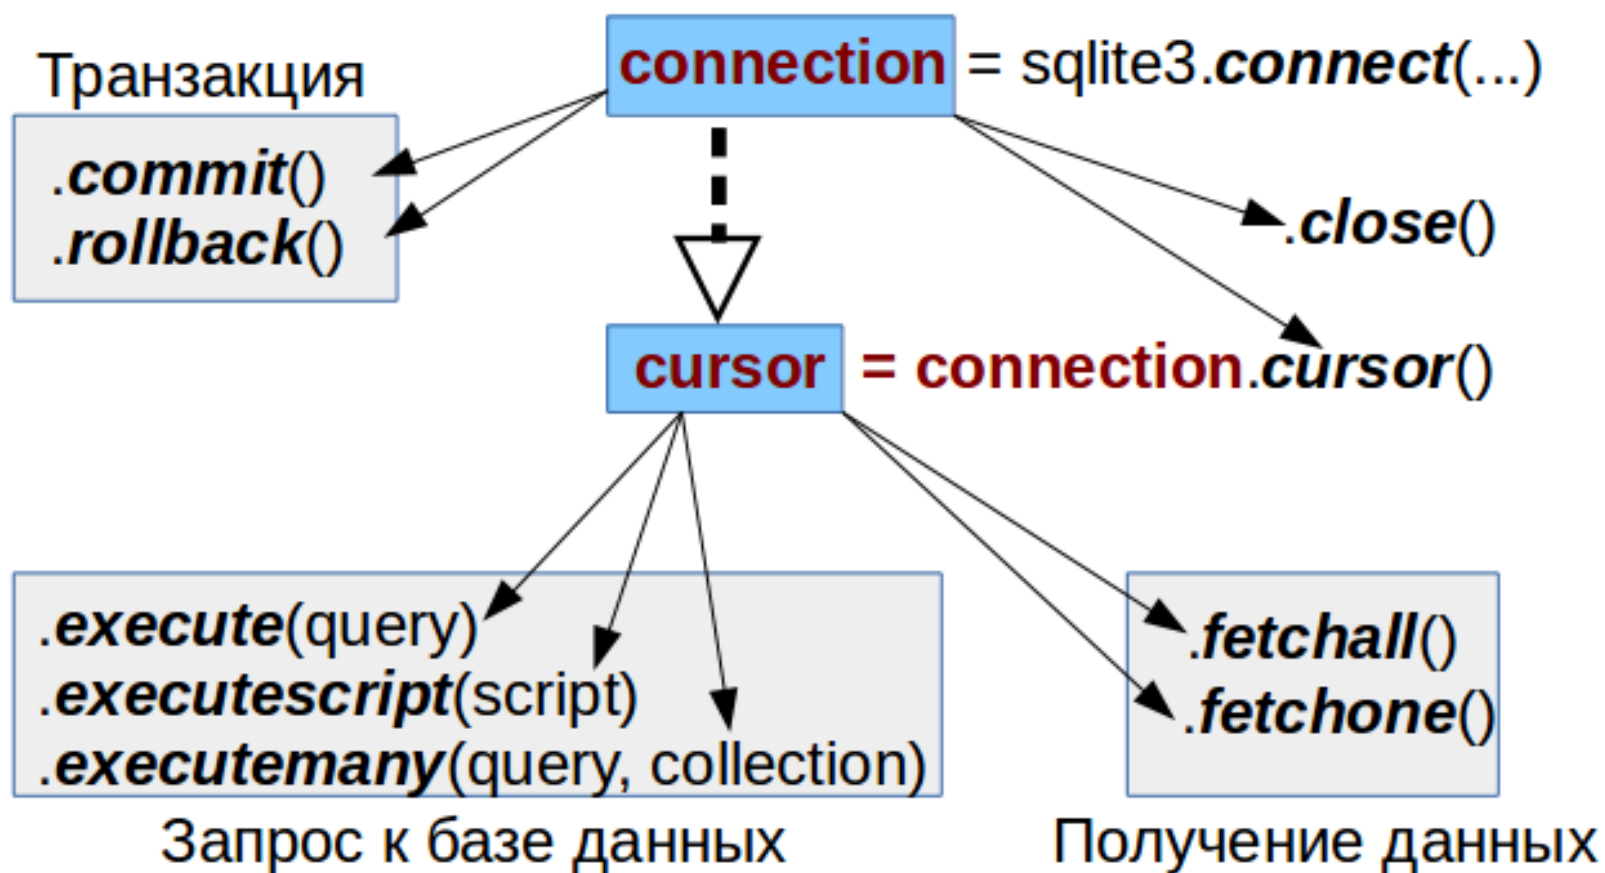 connection = sqlite3.connect(...)
Транзакция
.commit()
.rollback()
.close()
cursor = connection.cursor()
.execute(query)
.executescript(script)
.executemany(query, collection)
Запрос к базе данных
.fetchall()
.fetchone()
Получение данных